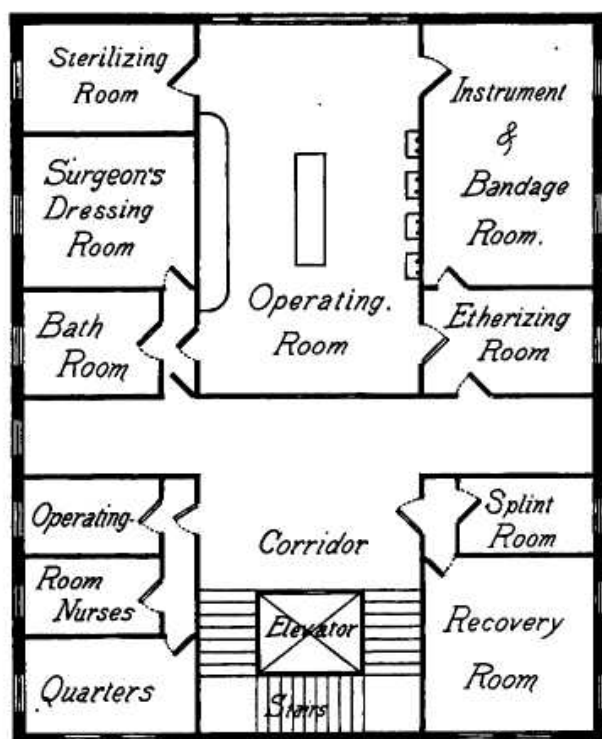 Sterilizing
Room
Surgeon's
Dressing
Room
Bath
Room
Operating.
Room
Instrument
&
Bandage
Room.
Etherizing
Room
Operating
Room
Nurses
Quarters
Corridor
Elevator
Stairs
Splint
Room
Recovery
Room